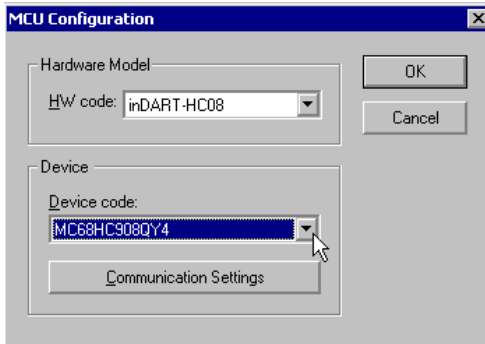 MCU Configuration
Hardware Model
HW code: inDART-HC08
OK
Cancel
Device
Device code:
MC68HC908QY4
Communication Settings